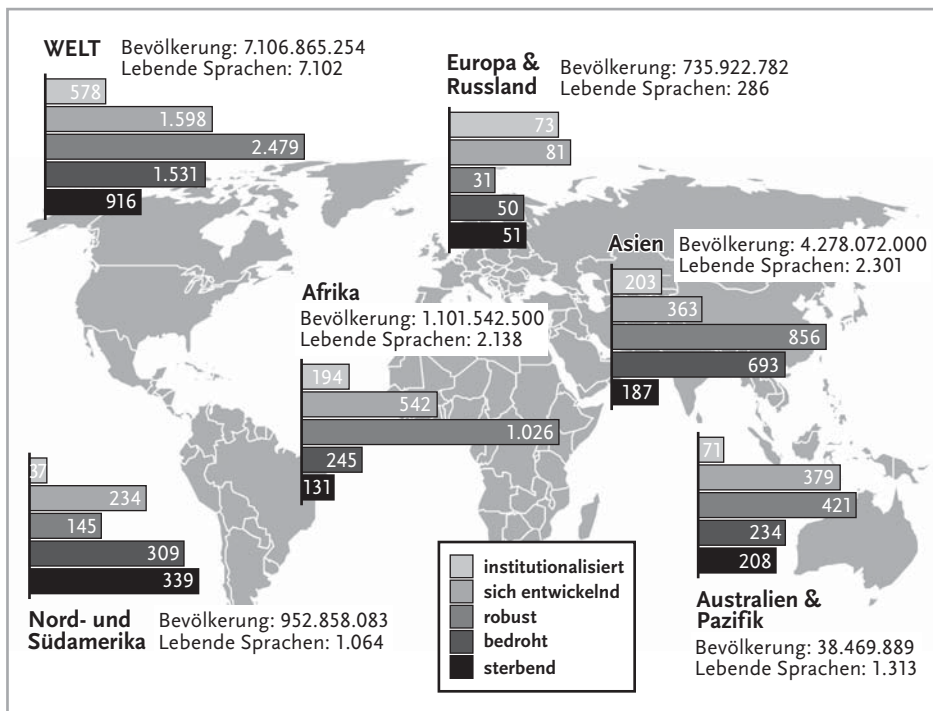 WELT
Bevölkerung: 7.106.865.254
Lebende Sprachen: 7.102
578
1.598
2.479
1.531
916
Europa &
Russland
Bevölkerung: 735.922.782
Lebende Sprachen: 286
73
81
31
50
51
Asien
Bevölkerung: 4.278.072.000
Lebende Sprachen: 2.301
203
363
856
693
187
Afrika
Bevölkerung: 1.101.542.500
Lebende Sprachen: 2.138
194
542
1.026
245
131
37
234
145
309
339
Nord- und
Südamerika
Bevölkerung: 952.858.083
Lebende Sprachen: 1.064
institutionalisiert
sich entwickelnd
robust
bedroht
sterbend
71
379
421
234
208
Australien &
Pazifik
Bevölkerung: 38.469.889
Lebende Sprachen: 1.313